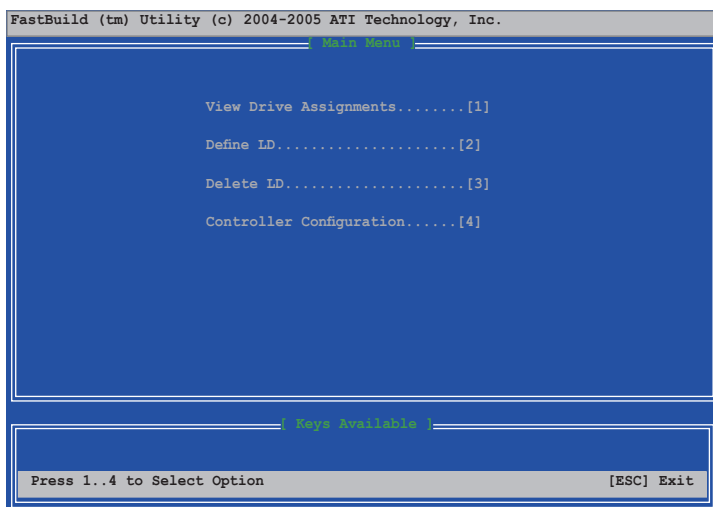 FastBuild (tm) Utility (c) 2004-2005 ATI Technology, Inc.
[ Main Menu ]
View Drive Assignments........[1]
Define LD.....................[2]
Delete LD.....................[3]
Controller Configuration......[4]
[ Keys Available ]
Press 1..4 to Select Option [ESC] Exit